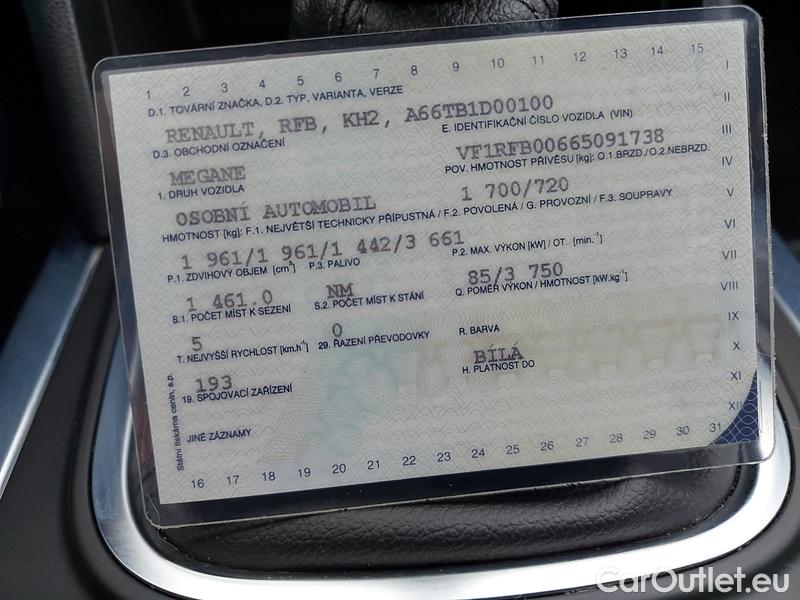 1 2 3 4 5 6 7 8 9 10 11 12 13 14 15
D.1. TOVÁRNÍ ZNAČKA, D.2. TYP, VARIANTA, VERZE
I
RENAULT, RFB, KH2, A66TB1D00100
II
D.3. OBCHODNÍ OZNAČENÍ
E. IDENTIFIKAČNÍ ČÍSLO VOZIDLA (VIN)
MEGANE
VF1RFB00665091738
III
1. DRUH VOZIDLA
POV. HMOTNOST PŘÍVĚSU [kg]: O.1.BRZD./O.2.NEBRZD.
IV
OSOBNÍ AUTOMOBIL
1 700/720
V
HMOTNOST [kg]: F.1. NEJVĚTŠÍ TECHNICKY PŘÍPUSTNÁ / F.2. POVOLENÁ / G. PROVOZNÍ / F.3. SOUPRAVY
1 961/1 961/1 442/3 661
VI
P.1. ZDVIHOVÝ OBJEM [cm³]
P.3. PALIVO
P.2. MAX. VÝKON [kW] / OT. [min.⁻¹]
1 461.0
NM
85/3 750
VII
S.1. POČET MÍST K SEZENÍ
S.2. POČET MÍST K STÁNÍ
Q. POMĚR VÝKON / HMOTNOST [kW.kg⁻¹]
VIII
5
0
IX
T. NEJVYŠŠÍ RYCHLOST [km.h⁻¹]
29. ŘAZENÍ PŘEVODOVKY
R. BARVA
193
BÍLÁ
X
19. SPOJOVACÍ ZAŘÍZENÍ
H. PLATNOST DO
XI
JINÉ ZÁZNAMY
XII
16 17 18 19 20 21 22 23 24 25 26 27 28 29 30 31
Státní tiskárna cenin, s.p.
CarOutlet.eu